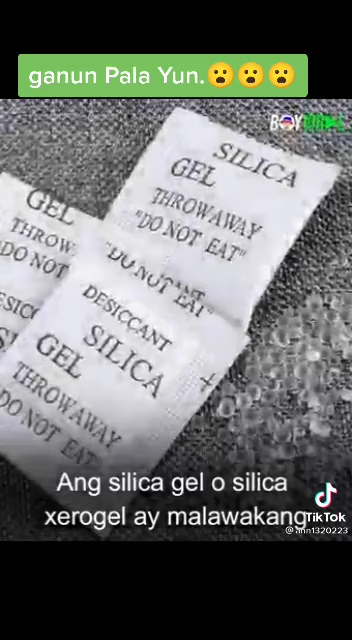 ganun Pala Yun.😮😮😮
SILICA
GEL
THROWAWAY
"DO NOT EAT"
GEL
THROW
DO NOT
"DO NOT EAT"
DESICCANT
SILICA
GEL
THROWAWAY
DO NOT EAT
Ang silica gel o silica
xerogel ay malawakang
TikTok
@ann1320223